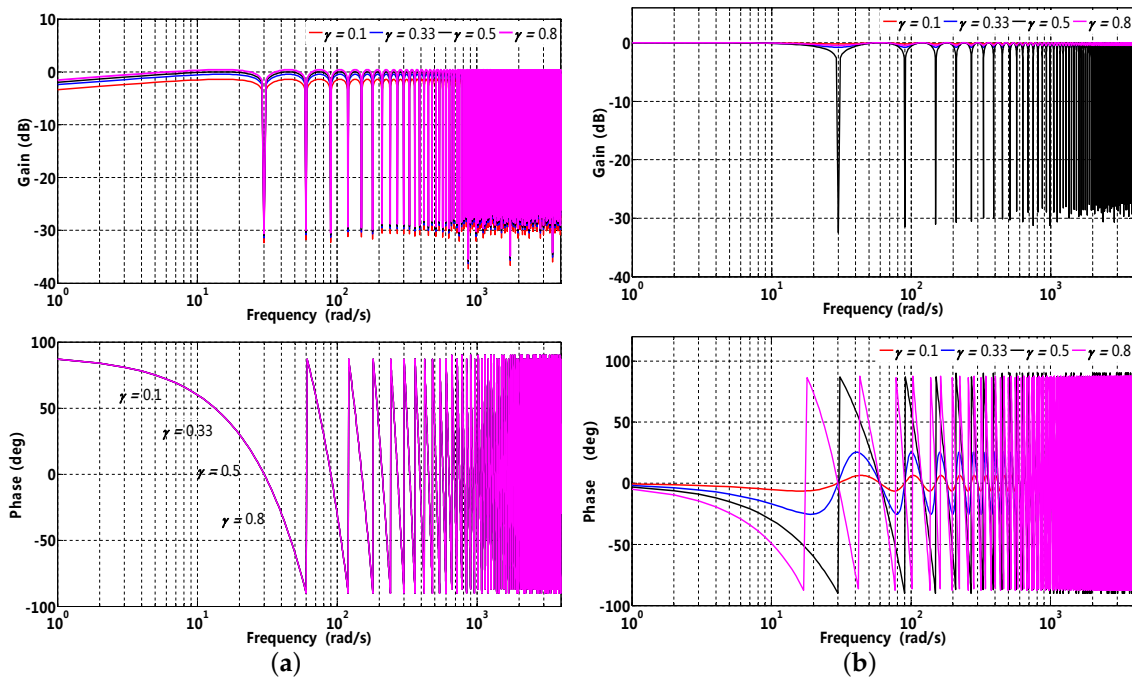 10
0
-10
-20
-30
-40
Gain (dB)
γ = 0.1 γ = 0.33 γ = 0.5 γ = 0.8
10^0 10^1 10^2 10^3
Frequency (rad/s)
100
50
0
-50
-100
Phase (deg)
γ = 0.1
γ = 0.33
γ = 0.5
γ = 0.8
10^0 10^1 10^2 10^3
Frequency (rad/s)
(a)
0
-10
-20
-30
-40
Gain (dB)
γ = 0.1 γ = 0.33 γ = 0.5 γ = 0.8
10^0 10^1 10^2 10^3
Frequency (rad/s)
100
50
0
-50
-100
Phase (deg)
γ = 0.1 γ = 0.33 γ = 0.5 γ = 0.8
10^0 10^1 10^2 10^3
Frequency (rad/s)
(b)